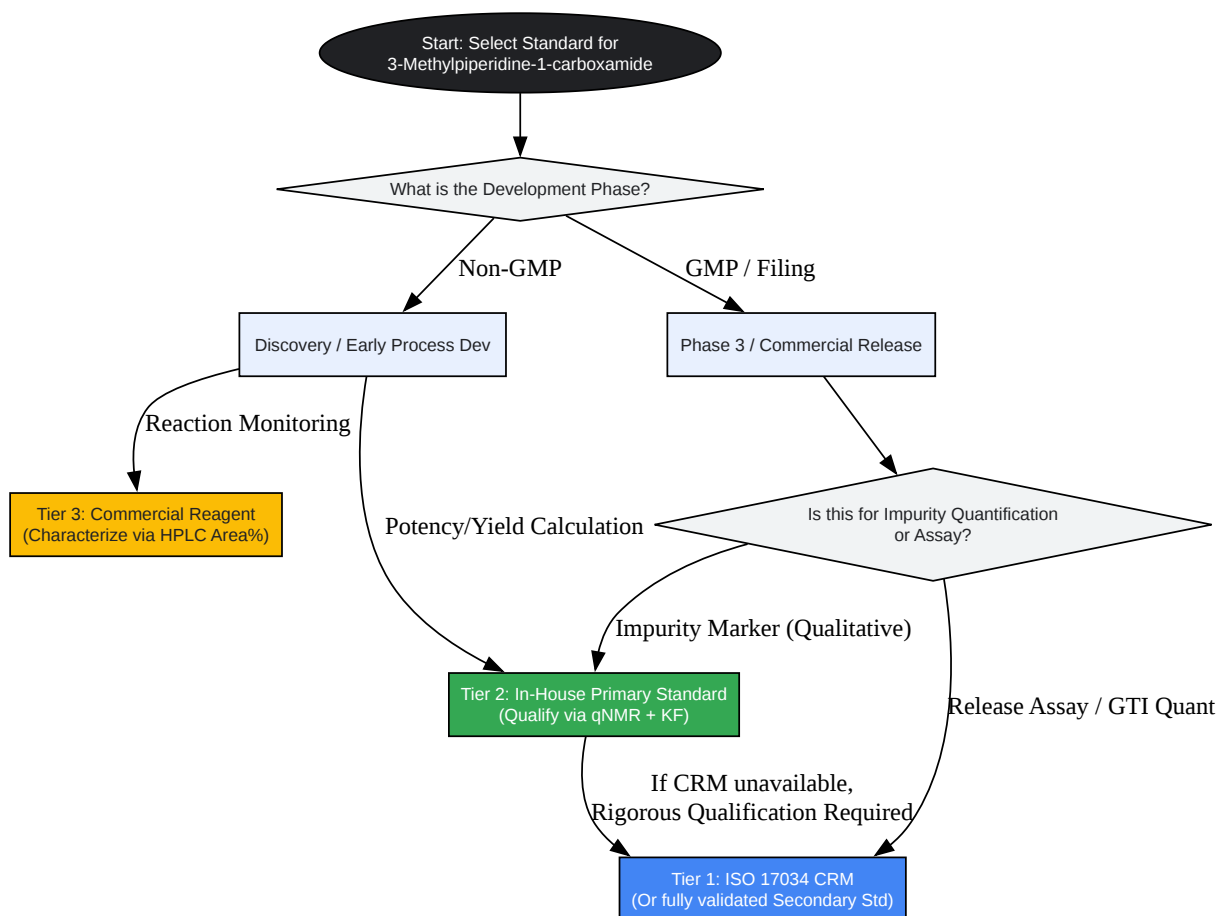 Start: Select Standard for
3-Methylpiperidine-1-carboxamide
What is the Development Phase?
Non-GMP
GMP / Filing
Discovery / Early Process Dev
Phase 3 / Commercial Release
Reaction Monitoring
Tier 3: Commercial Reagent
(Characterize via HPLC Area%)
Potency/Yield Calculation
Is this for Impurity Quantification
or Assay?
Impurity Marker (Qualitative)
Tier 2: In-House Primary Standard
(Qualify via qNMR + KF)
Release Assay / GTI Quant
If CRM unavailable,
Rigorous Qualification Required
Tier 1: ISO 17034 CRM
(Or fully validated Secondary Std)